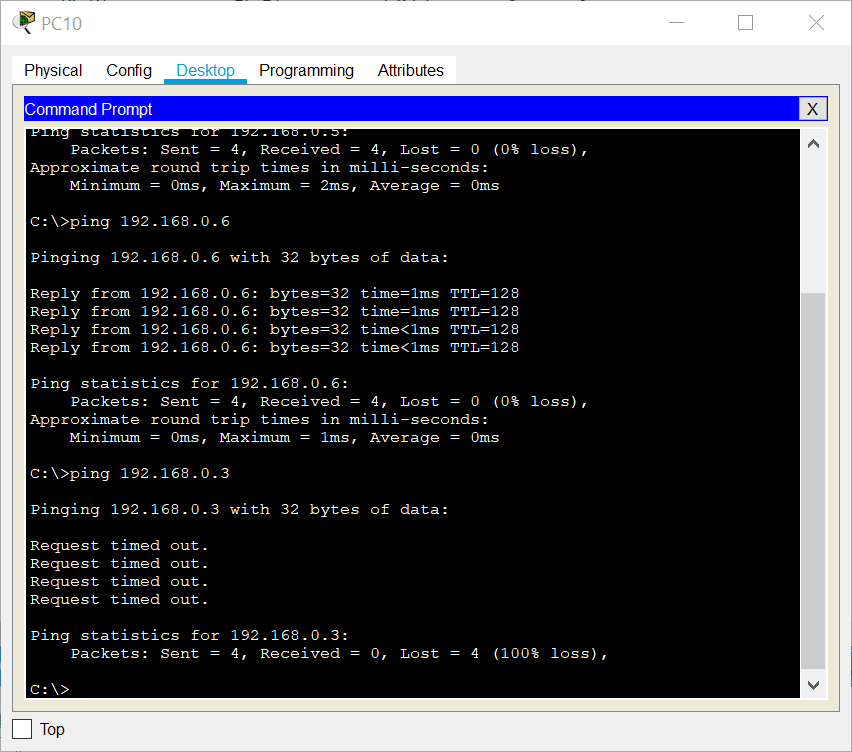 PC10
Physical Config Desktop Programming Attributes
Command Prompt X
Ping statistics for 192.168.0.5:
Packets: Sent = 4, Received = 4, Lost = 0 (0% loss),
Approximate round trip times in milli-seconds:
Minimum = 0ms, Maximum = 2ms, Average = 0ms
C:\>ping 192.168.0.6
Pinging 192.168.0.6 with 32 bytes of data:
Reply from 192.168.0.6: bytes=32 time=1ms TTL=128
Reply from 192.168.0.6: bytes=32 time=1ms TTL=128
Reply from 192.168.0.6: bytes=32 time<1ms TTL=128
Reply from 192.168.0.6: bytes=32 time<1ms TTL=128
Ping statistics for 192.168.0.6:
Packets: Sent = 4, Received = 4, Lost = 0 (0% loss),
Approximate round trip times in milli-seconds:
Minimum = 0ms, Maximum = 1ms, Average = 0ms
C:\>ping 192.168.0.3
Pinging 192.168.0.3 with 32 bytes of data:
Request timed out.
Request timed out.
Request timed out.
Request timed out.
Ping statistics for 192.168.0.3:
Packets: Sent = 4, Received = 0, Lost = 4 (100% loss),
C:\>
Top